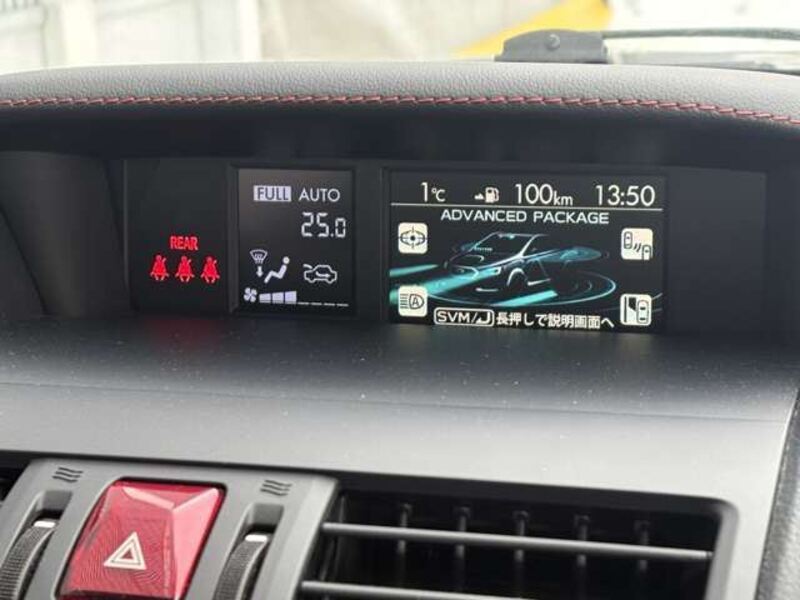 REAR
FULL AUTO
25.0
1℃ 100km 13:50
ADVANCED PACKAGE
A
SVM/ 長押しで説明画面へ